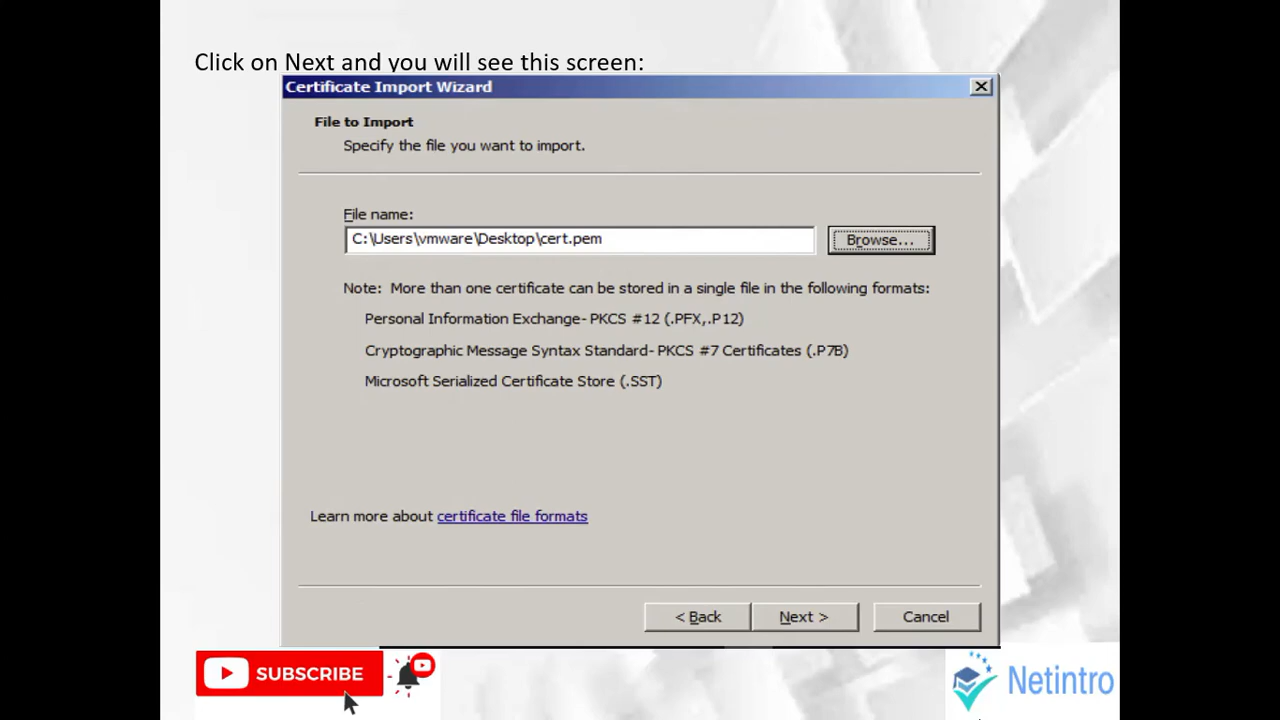 Click on Next and you will see this screen:
Certificate Import Wizard
File to Import
Specify the file you want to import.
File name:
C:\Users\vmware\Desktop\cert.pem
Browse...
Note: More than one certificate can be stored in a single file in the following formats:
Personal Information Exchange- PKCS #12 (.PFX,.P12)
Cryptographic Message Syntax Standard- PKCS #7 Certificates (.P7B)
Microsoft Serialized Certificate Store (.SST)
Learn more about certificate file formats
< Back Next > Cancel
SUBSCRIBE
Netintro